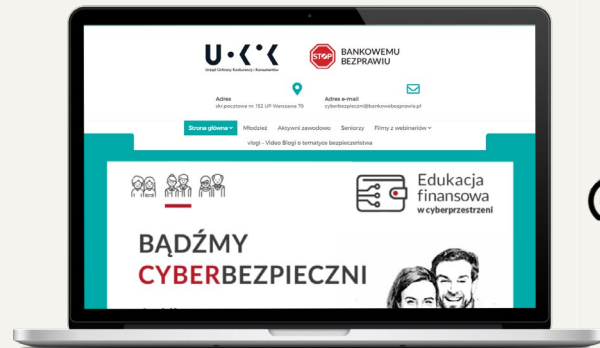 UOKiK
Urząd Ochrony Konkurencji i Konsumentów
STOP
BANKOWEMU
BEZPRAWIU
Adres
skr.pocztowa nr 152 UP Warszawa 79
Adres e-mail
cyberbezpieczni@bankowebezprawie.pl
Strona główna
Młodzież
Aktywni zawodowo
Seniorzy
Filmy z webinariów
vlogi - Video Blogi o tematyce bezpieczeństwa
Edukacja
finansowa
w cyberprzestrzeni
BĄDŹMY
CYBERBEZPIECZNI